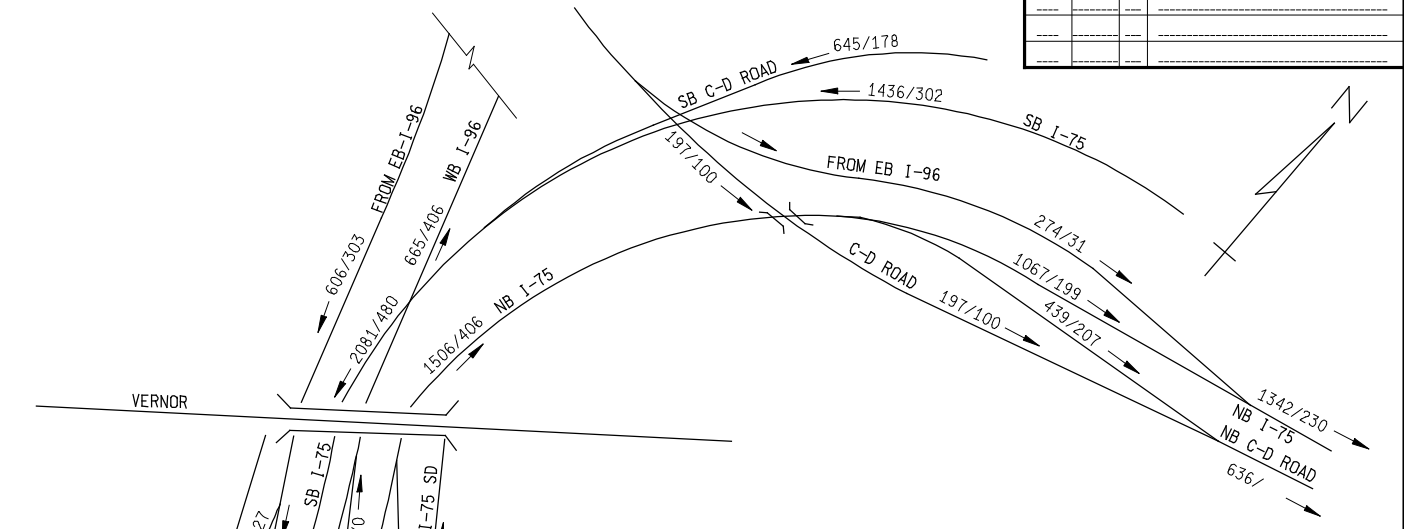 645/178
SB C-D ROAD
1436/302
SB I-75
N
FROM EB-I-96
WB I-96
197/100
FROM EB I-96
606/303
665/406
274/31
NB I-75
C-D ROAD
1067/199
2081/480
1506/406
197/100
439/207
VERNOR
1342/230
NB I-75
NB C-D ROAD
636/
SB I-75
I-75 SD
27
0